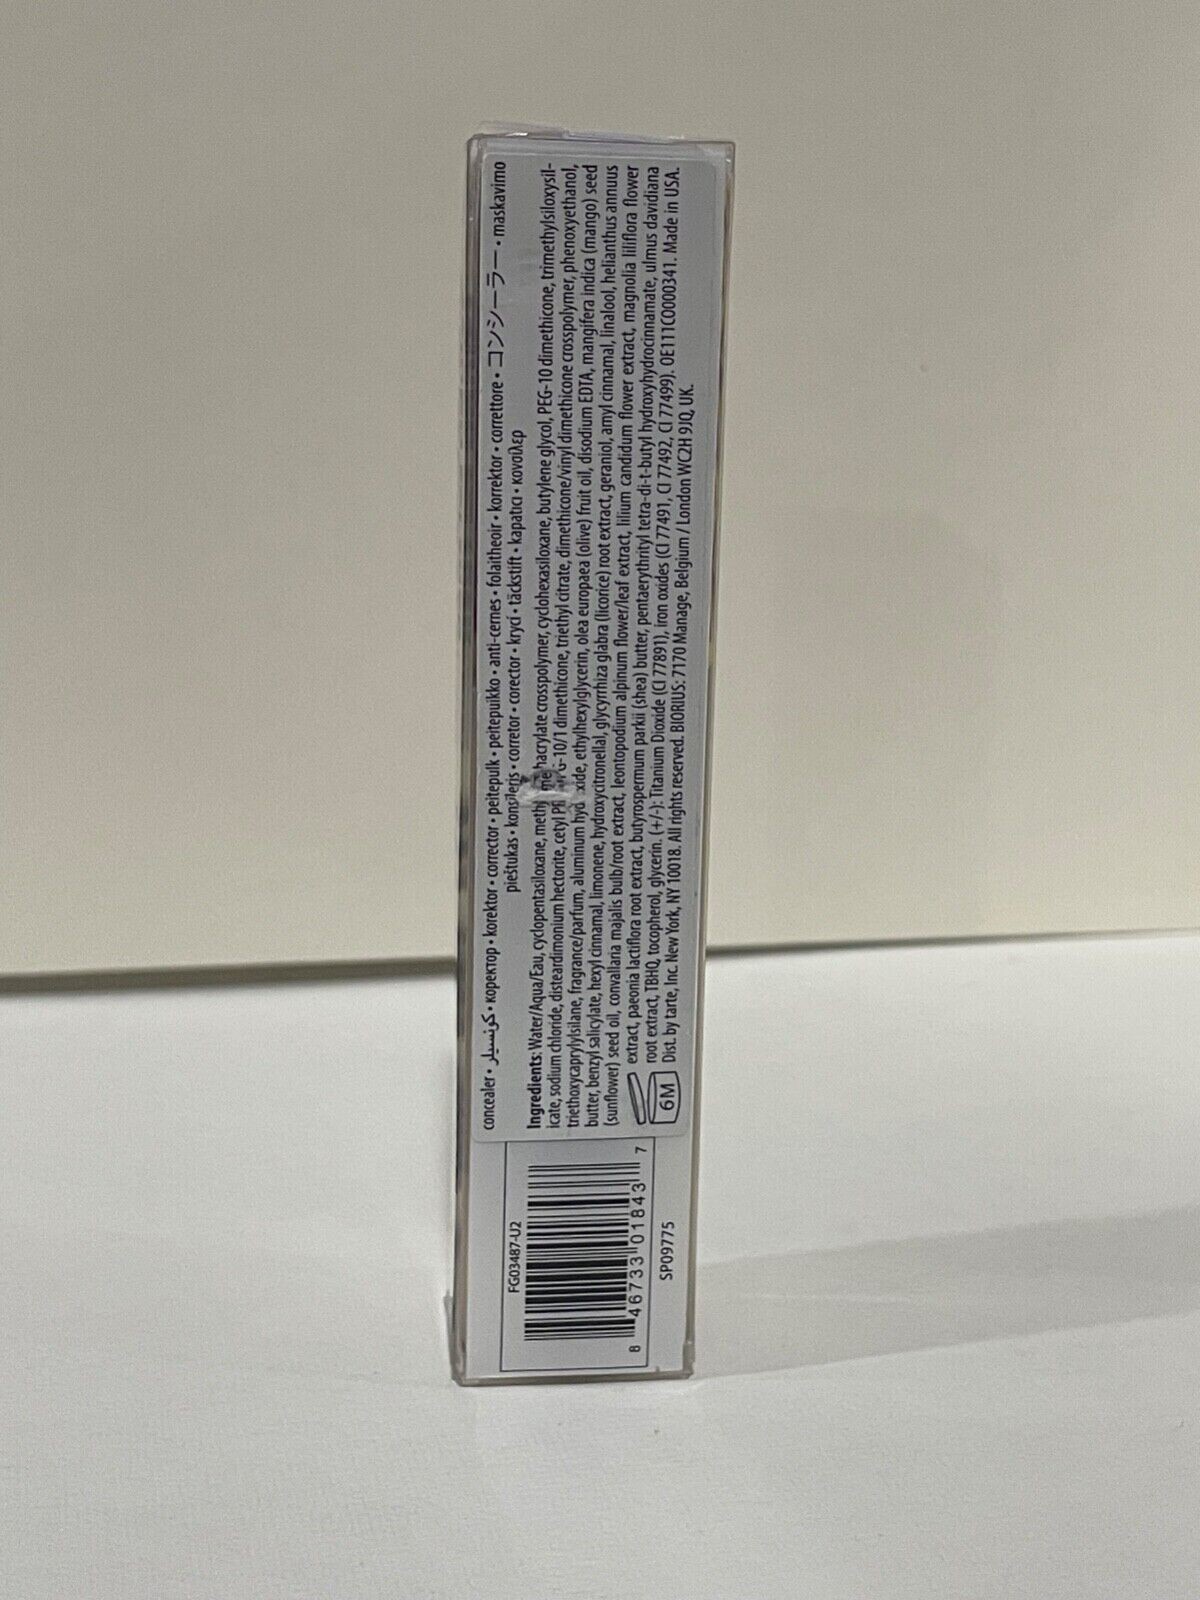 concealer • كونسيلر • коректор • korektor • corrector • peitepulk • peitepuikko • anti-cernes • folaitheoir • korrektor • correttore • コンシーラー • maskavimo
pieštukas • konsīleris • corretor • corector • krycí • täckstift • kapatıcı • κονσίλερ
Ingredients: Water/Aqua/Eau, cyclopentasiloxane, methyl methacrylate crosspolymer, cyclohexasiloxane, butylene glycol, PEG-10 dimethicone, trimethylsiloxysil-
icate, sodium chloride, disteardimonium hectorite, cetyl PEG/PPG-10/1 dimethicone, triethyl citrate, dimethicone/vinyl dimethicone crosspolymer, phenoxyethanol,
triethoxycaprylylsilane, fragrance/parfum, aluminum hydroxide, ethylhexylglycerin, olea europaea (olive) fruit oil, disodium EDTA, mangifera indica (mango) seed
butter, benzyl salicylate, hexyl cinnamal, limonene, hydroxycitronellal, glycyrrhiza glabra (licorice) root extract, geraniol, amyl cinnamal, linalool, helianthus annuus
(sunflower) seed oil, convallaria majalis bulb/root extract, leontopodium alpinum flower/leaf extract, lilium candidum flower extract, magnolia liliflora flower
extract, paeonia lactiflora root extract, butyrospermum parkii (shea) butter, pentaerythrityl tetra-di-t-butyl hydroxyhydrocinnamate, ulmus davidiana
root extract, TBHQ, tocopherol, glycerin. (+/-): Titanium Dioxide (CI 77891), iron oxides (CI 77491, CI 77492, CI 77499). OE111C0000341. Made in USA.
Dist. by tarte, Inc. New York, NY 10018. All rights reserved. BIORIUS: 7170 Manage, Belgium / London WC2H 9JQ, UK.
6M
FG03487-U2
8 46733 01843 7
SP09775